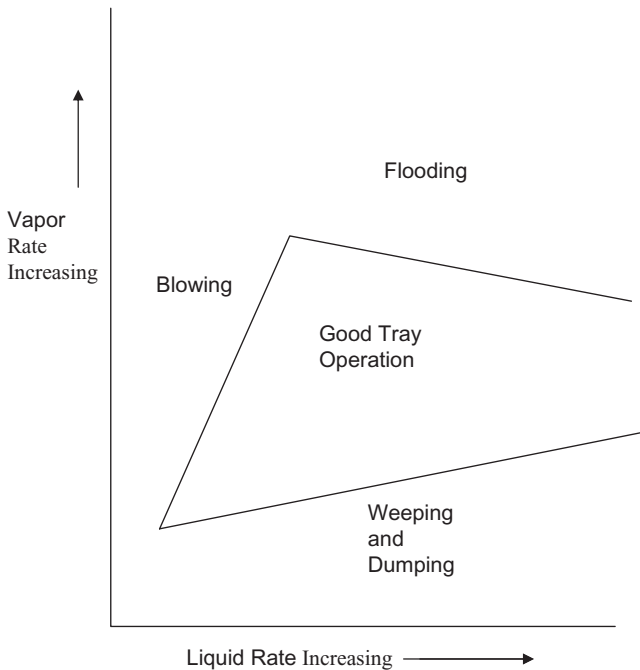 Flooding
Vapor
Rate
Increasing
Blowing
Good Tray
Operation
Weeping
and
Dumping
Liquid Rate Increasing